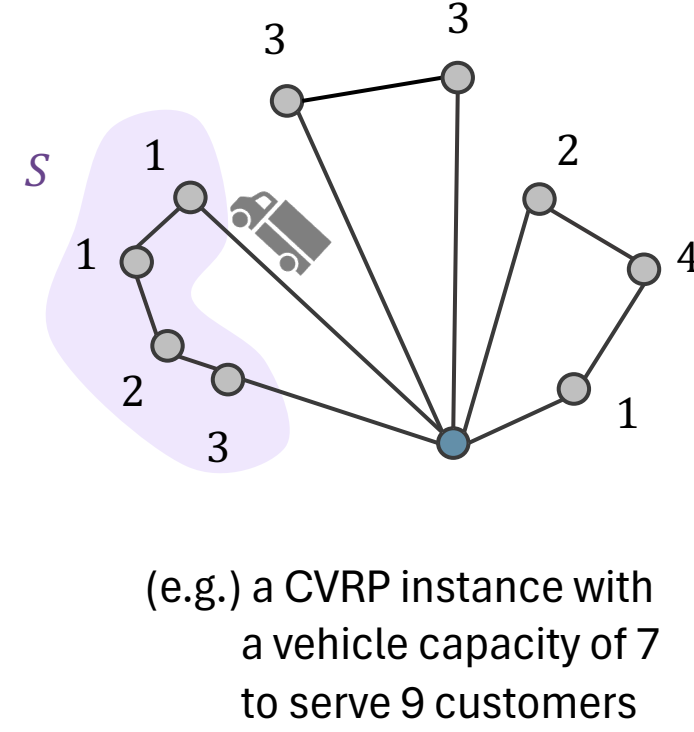 3
3
1
2
S
1
4
2
1
3
(e.g.) a CVRP instance with
a vehicle capacity of 7
to serve 9 customers